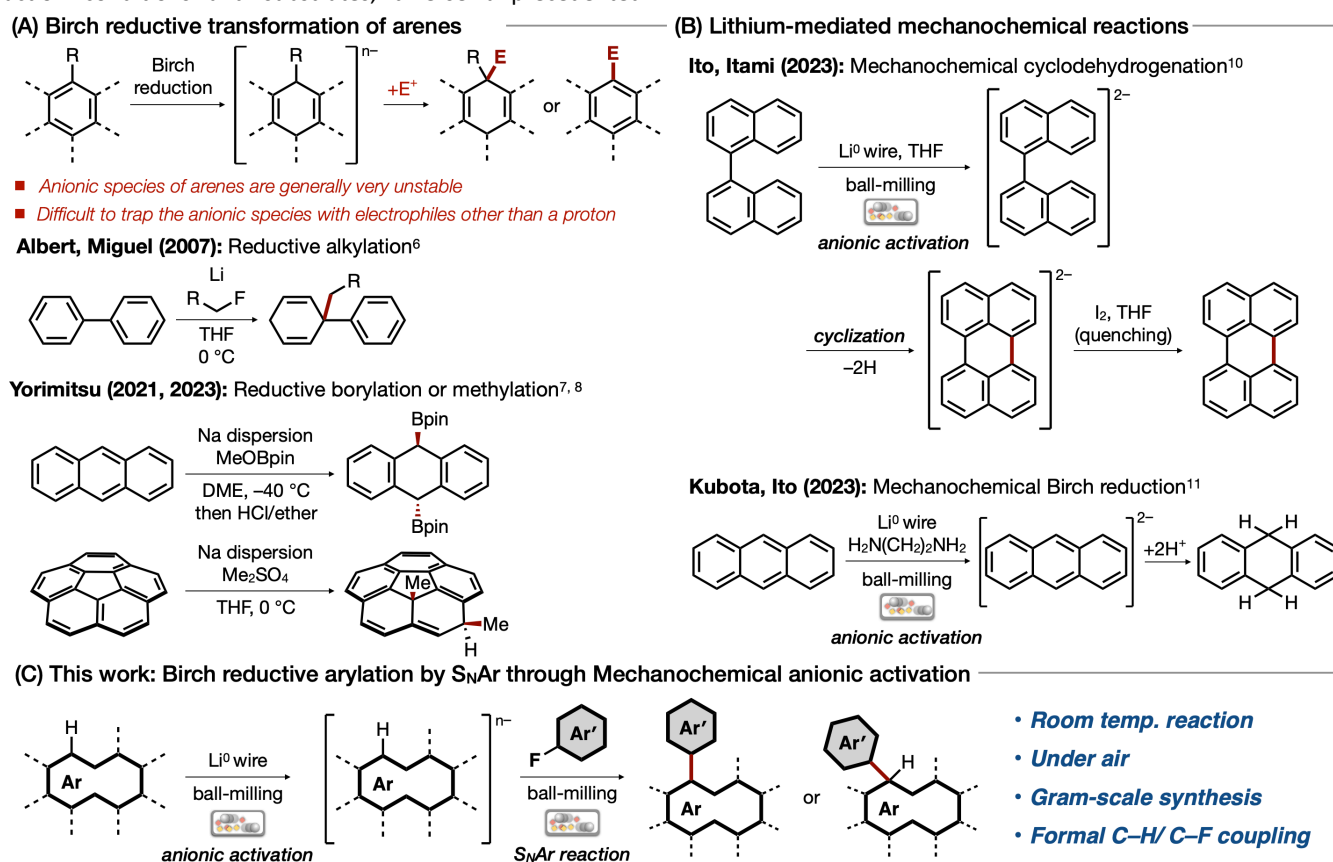 (A) Birch reductive transformation of arenes
R
Birch
reduction
R
n–
+E⁺
R
E
or
E
■ Anionic species of arenes are generally very unstable
■ Difficult to trap the anionic species with electrophiles other than a proton
Albert, Miguel (2007): Reductive alkylation⁶
Li
R
F
THF
0 °C
R
Yorimitsu (2021, 2023): Reductive borylation or methylation⁷, ⁸
Na dispersion
MeOBpin
DME, –40 °C
then HCl/ether
Bpin
Bpin
Na dispersion
Me₂SO₄
THF, 0 °C
Me
Me
H
(B) Lithium-mediated mechanochemical reactions
Ito, Itami (2023): Mechanochemical cyclodehydrogenation¹⁰
Li⁰ wire, THF
ball-milling
anionic activation
2–
cyclization
–2H
2–
I₂, THF
(quenching)
Kubota, Ito (2023): Mechanochemical Birch reduction¹¹
Li⁰ wire
H₂N(CH₂)₂NH₂
ball-milling
anionic activation
2–
+2H⁺
H H
H H
(C) This work: Birch reductive arylation by SNAr through Mechanochemical anionic activation
H
Ar
Li⁰ wire
ball-milling
anionic activation
H
Ar
n–
Ar′
F
ball-milling
SNAr reaction
Ar′
Ar
or
Ar′
H
Ar
• Room temp. reaction
• Under air
• Gram-scale synthesis
• Formal C–H/ C–F coupling